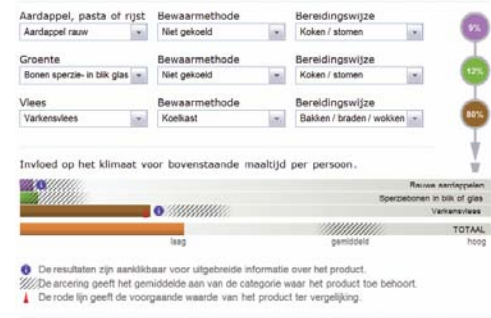 Aardappel, pasta of rijst Bewaarmethode Bereidingswijze
Aardappel rauw Niet gekoeld Koken / stomen
9%
Groente Bewaarmethode Bereidingswijze
Bonen sperzie- in blik glas Niet gekoeld Koken / stomen
12%
Vlees Bewaarmethode Bereidingswijze
Varkensvlees Koelkast Bakken / braden / wokken
80%
Invloed op het klimaat voor bovenstaande maaltijd per persoon.
Rauwe aardappelen
Sperziebonen in blik of glas
Varkensvlees
TOTAAL
laag gemiddeld hoog
De resultaten zijn aanklikbaar voor uitgebreide informatie over het product.
De arcering geeft het gemiddelde aan van de categorie waar het product toe behoort.
De rode lijn geeft de voorgaande waarde van het product ter vergelijking.